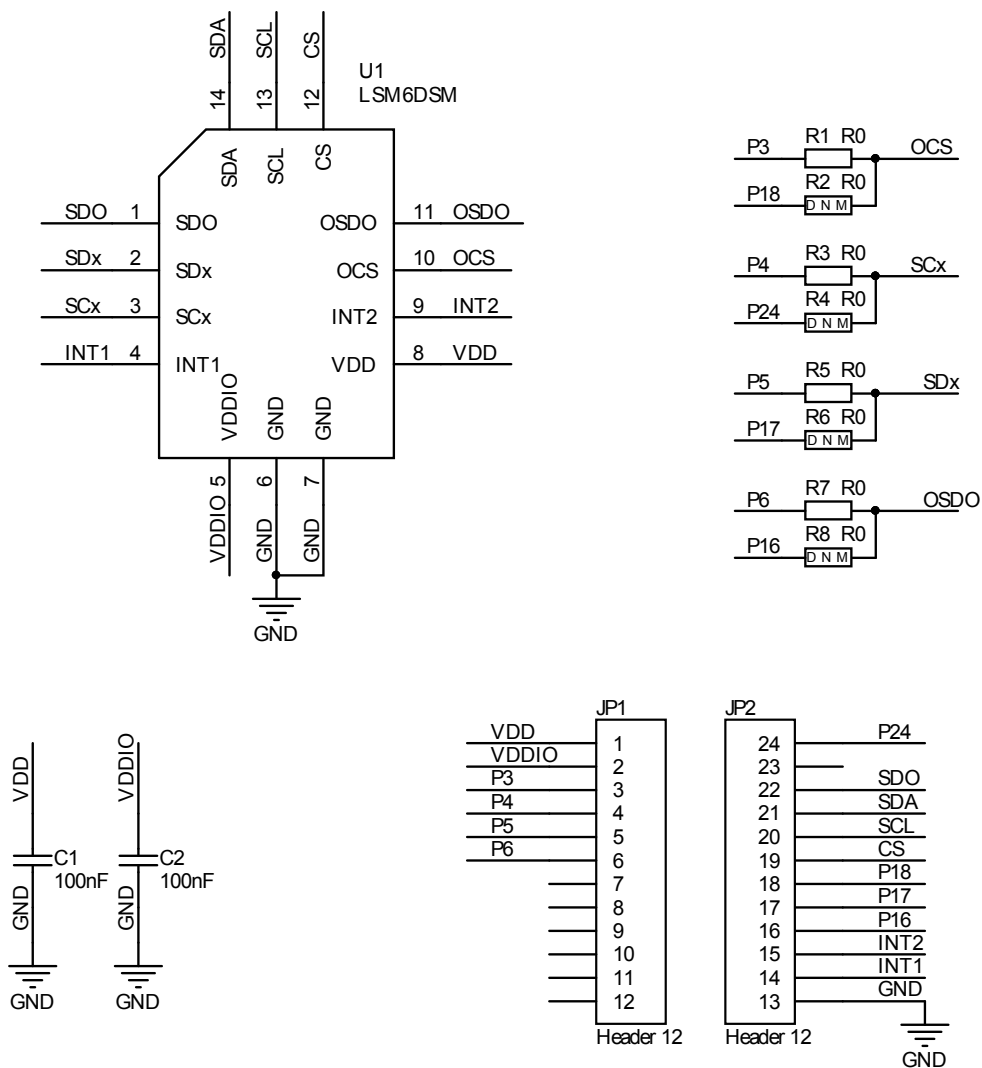 SDA
SCL
CS
U1
LSM6DSM
14
13
12
SDA
SCL
CS
SDO 1 SDO
SDx 2 SDx
SCx 3 SCx
INT1 4 INT1
OSDO 11 OSDO
OCS 10 OCS
INT2 9 INT2
VDD 8 VDD
VDDIO
GND
GND
5
6
7
VDDIO
GND
GND
GND
P3 R1 R0 OCS
P18 R2 R0
DNM
P4 R3 R0 SCx
P24 R4 R0
DNM
P5 R5 R0 SDx
P17 R6 R0
DNM
P6 R7 R0 OSDO
P16 R8 R0
DNM
VDD
C1
100nF
GND
GND
VDDIO
C2
100nF
GND
GND
JP1
VDD 1
VDDIO 2
P3 3
P4 4
P5 5
P6 6
7
8
9
10
11
12
Header 12
JP2
24 P24
23
22 SDO
21 SDA
20 SCL
19 CS
18 P18
17 P17
16 P16
15 INT2
14 INT1
13 GND
Header 12
GND